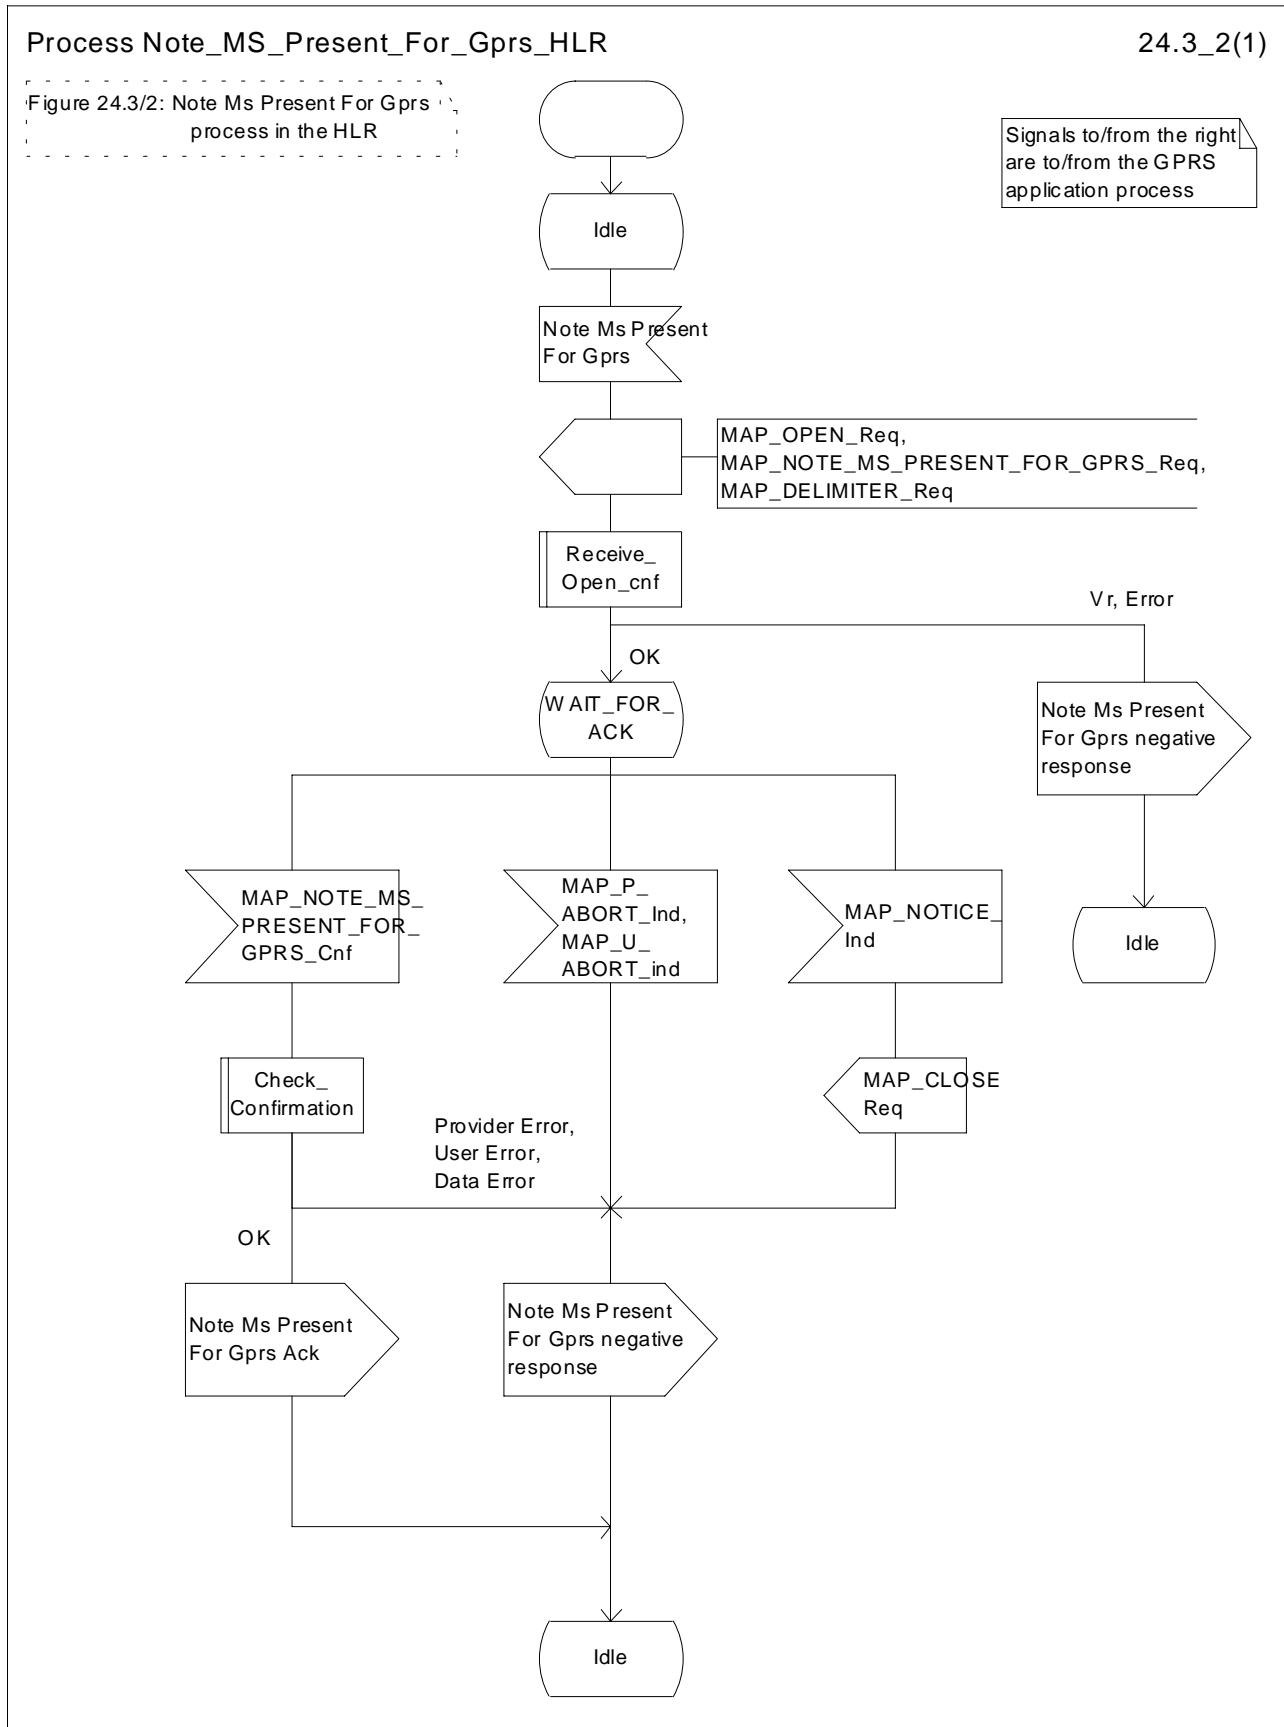 Process Note_MS_Present_For_Gprs_HLR
24.3_2(1)
Figure 24.3/2: Note Ms Present For Gprs
process in the HLR
Signals to/from the right
are to/from the GPRS
application process
Idle
Note Ms Present
For Gprs
MAP_OPEN_Req,
MAP_NOTE_MS_PRESENT_FOR_GPRS_Req,
MAP_DELIMITER_Req
Receive_
Open_cnf
Vr, Error
OK
WAIT_FOR_
ACK
Note Ms Present
For Gprs negative
response
MAP_NOTE_MS_
PRESENT_FOR_
GPRS_Cnf
MAP_P_
ABORT_Ind,
MAP_U_
ABORT_ind
MAP_NOTICE_
Ind
Idle
Check_
Confirmation
MAP_CLOSE
Req
Provider Error,
User Error,
Data Error
OK
Note Ms Present
For Gprs Ack
Note Ms Present
For Gprs negative
response
Idle